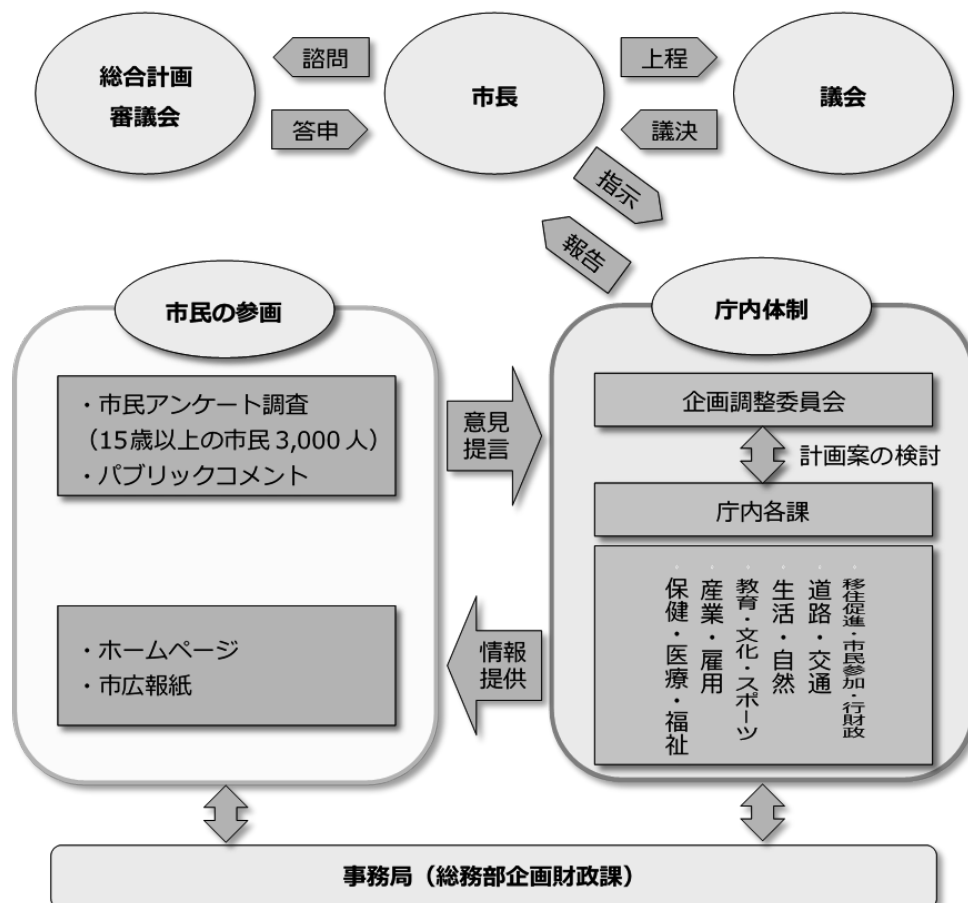 総合計画
審議会
諮問
答申
市長
上程
議決
議会
指示
報告
市民の参画
・市民アンケート調査
（15歳以上の市民3,000人）
・パブリックコメント
・ホームページ
・市広報紙
意見
提言
情報
提供
庁内体制
企画調整委員会
計画案の検討
庁内各課
・移住促進・市民参加・行財政
・道路・交通
・生活・自然
・教育・文化・スポーツ
・産業・雇用
・保健・医療・福祉
事務局（総務部企画財政課）